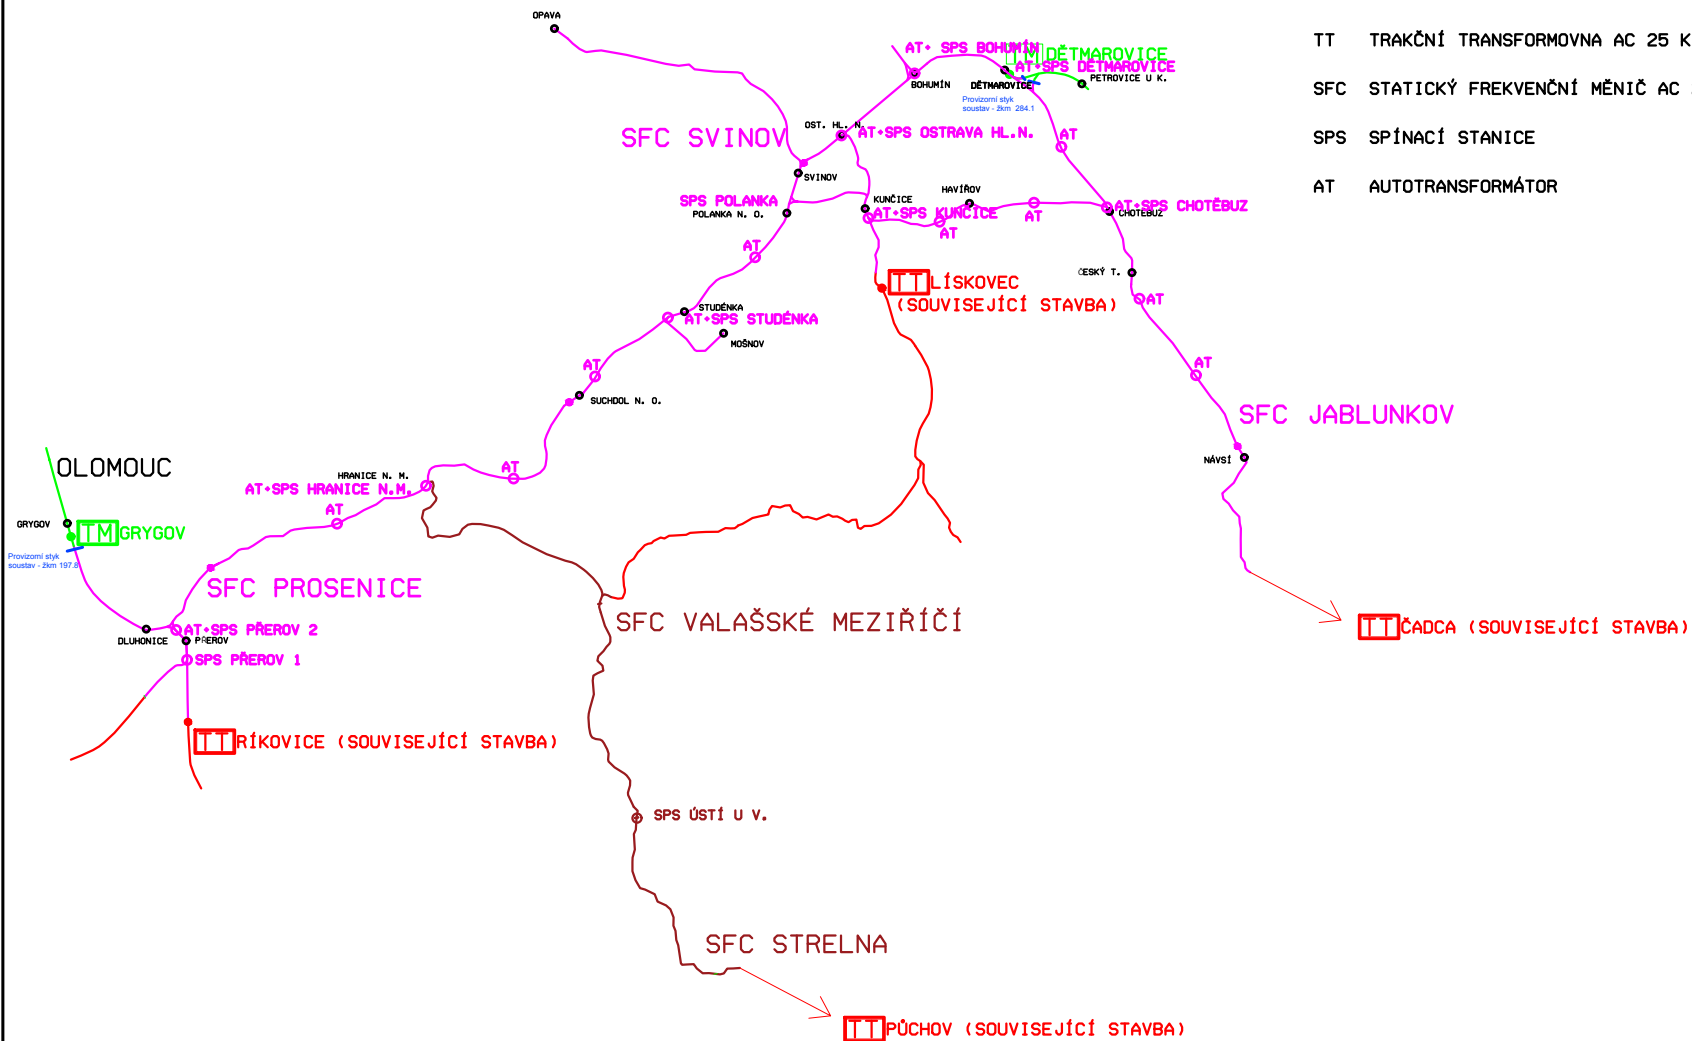 OPAVA
TT TRAKČNÍ TRANSFORMOVNA AC 25 K
SFC STATICKÝ FREKVENČNÍ MĚNIČ AC
SPS SPÍNACÍ STANICE
AT AUTOTRANSFORMÁTOR
AT+ SPS BOHUMÍN
TM DĚTMAROVICE
AT+SPS DĚTMAROVICE
BOHUMÍN
DĚTMAROVICE
PETROVICE U K.
Provizorní styk
soustav - žkm 284.1
OST. HL. N.
AT+SPS OSTRAVA HL.N.
AT
SFC SVINOV
SVINOV
SPS POLANKA
POLANKA N. O.
KUNČICE
AT+SPS KUNČICE
HAVÍŘOV
AT
AT
AT+SPS CHOTĚBUZ
CHOTĚBUZ
AT
ČESKÝ T.
AT
TT LÍSKOVEC
(SOUVISEJÍCÍ STAVBA)
STUDÉNKA
AT+SPS STUDÉNKA
MOŠNOV
AT
AT
SUCHDOL N. O.
SFC JABLUNKOV
NÁVSÍ
OLOMOUC
HRANICE N. M.
AT+SPS HRANICE N.M.
AT
AT
GRYGOV
TM GRYGOV
Provizorní styk
soustav - žkm 197.8
SFC PROSENICE
SFC VALAŠSKÉ MEZIŘÍČÍ
TT ČADCA (SOUVISEJÍCÍ STAVBA)
DLUHONICE
AT+SPS PŘEROV 2
PŘEROV
SPS PŘEROV 1
TT RÍKOVICE (SOUVISEJÍCÍ STAVBA)
SPS ÚSTÍ U V.
SFC STRELNA
TT PÚCHOV (SOUVISEJÍCÍ STAVBA)